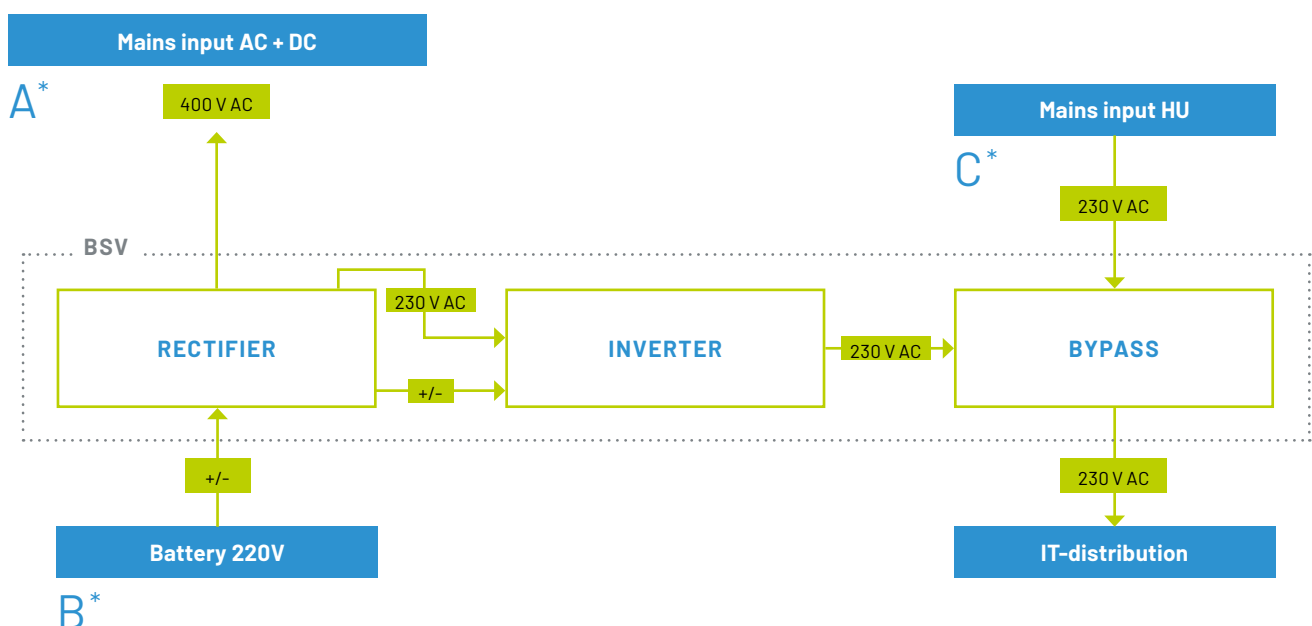 Mains input AC + DC
A*
400 V AC
Mains input HU
C*
230 V AC
BSV
230 V AC
RECTIFIER
INVERTER
230 V AC
BYPASS
+/-
+/-
230 V AC
Battery 220V
IT-distribution
B*